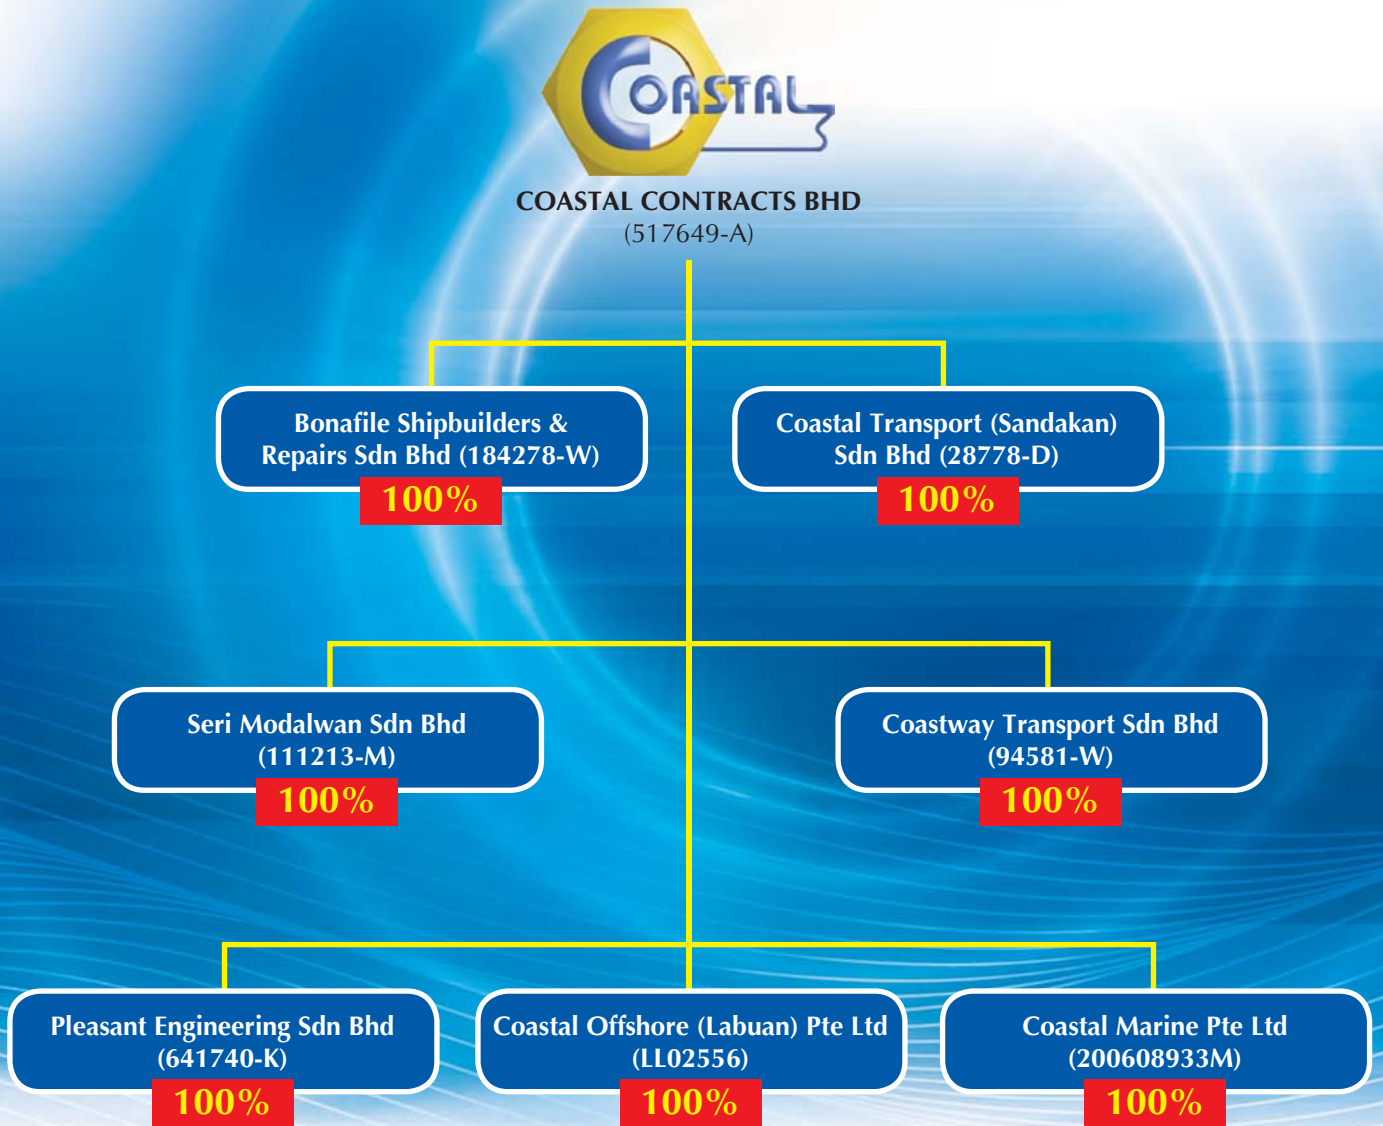 COASTAL
COASTAL CONTRACTS BHD
(517649-A)
Bonafile Shipbuilders &
Repairs Sdn Bhd (184278-W)
100%
Coastal Transport (Sandakan)
Sdn Bhd (28778-D)
100%
Seri Modalwan Sdn Bhd
(111213-M)
100%
Coastway Transport Sdn Bhd
(94581-W)
100%
Pleasant Engineering Sdn Bhd
(641740-K)
100%
Coastal Offshore (Labuan) Pte Ltd
(LL02556)
100%
Coastal Marine Pte Ltd
(200608933M)
100%